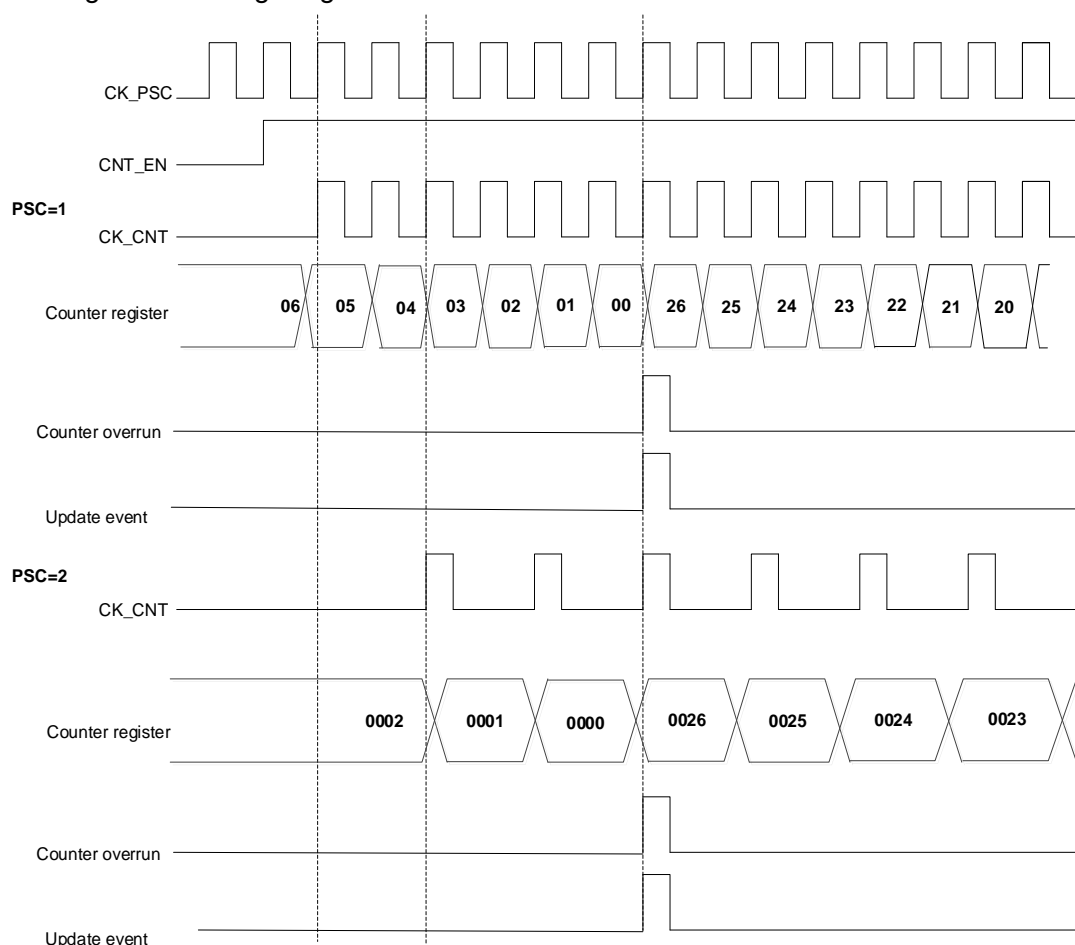 CK_PSC
CNT_EN
PSC=1
CK_CNT
Counter register 06 05 04 03 02 01 00 26 25 24 23 22 21 20
Counter overrun
Update event
PSC=2
CK_CNT
Counter register 0002 0001 0000 0026 0025 0024 0023
Counter overrun
Update event